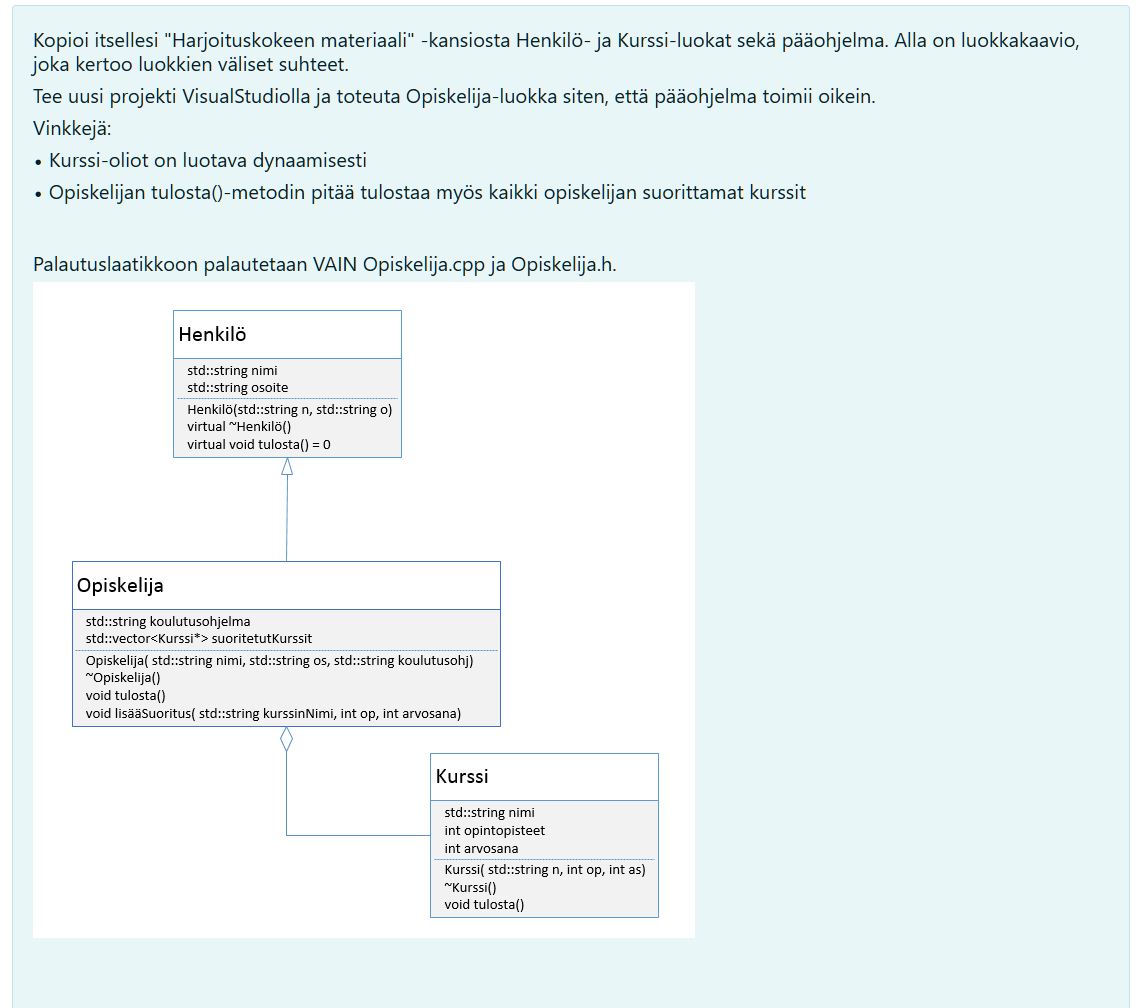 Kopioi itsellesi "Harjoituskokeen materiaali" -kansiosta Henkilö- ja Kurssi-luokat sekä pääohjelma. Alla on luokkakaavio,
joka kertoo luokkien väliset suhteet.
Tee uusi projekti VisualStudiolla ja toteuta Opiskelija-luokka siten, että pääohjelma toimii oikein.
Vinkkejä:
• Kurssi-oliot on luotava dynaamisesti
• Opiskelijan tulosta()-metodin pitää tulostaa myös kaikki opiskelijan suorittamat kurssit
Palautuslaatikkoon palautetaan VAIN Opiskelija.cpp ja Opiskelija.h.
Henkilö
std::string nimi
std::string osoite
Henkilö(std::string n, std::string o)
virtual ~Henkilö()
virtual void tulosta() = 0
Opiskelija
std::string koulutusohjelma
std::vector<Kurssi*> suoritetutKurssit
Opiskelija( std::string nimi, std::string os, std::string koulutusohj)
~Opiskelija()
void tulosta()
void lisääSuoritus( std::string kurssinNimi, int op, int arvosana)
Kurssi
std::string nimi
int opintopisteet
int arvosana
Kurssi( std::string n, int op, int as)
~Kurssi()
void tulosta()